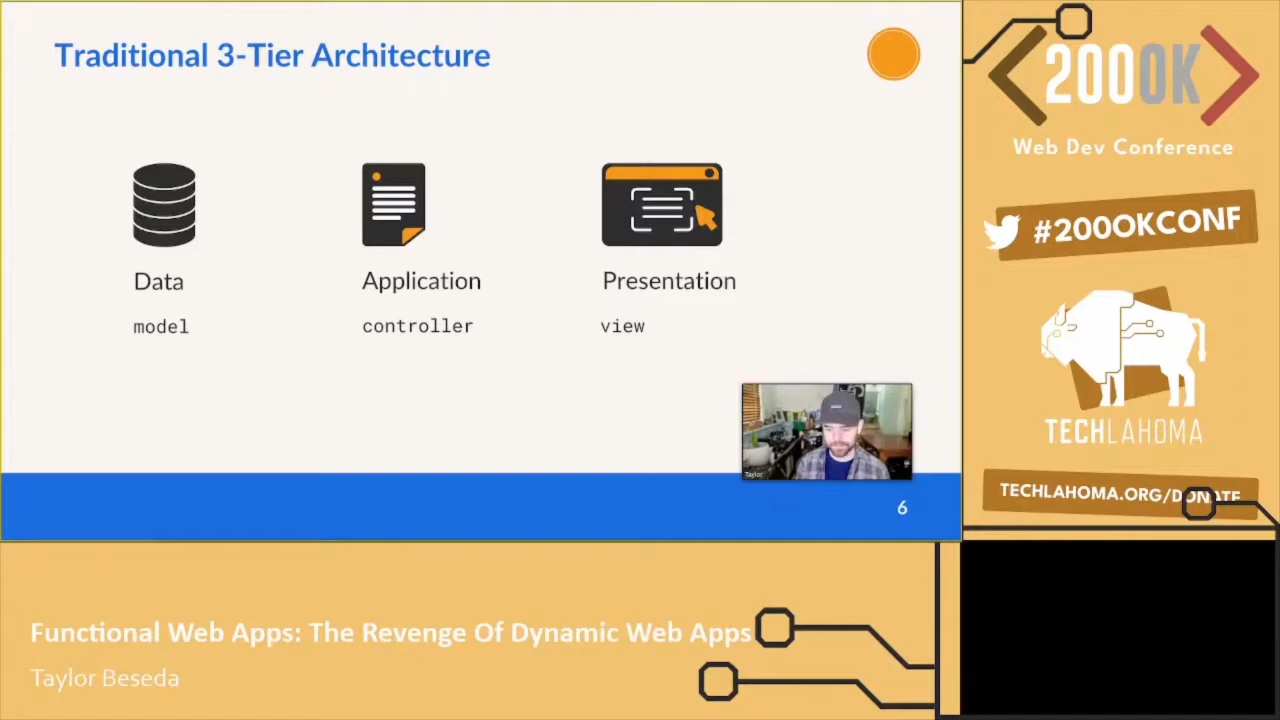 Traditional 3-Tier Architecture
Data
Application
Presentation
model
controller
view
Taylor
6
200OK
Web Dev Conference
#200OKCONF
TECHLAHOMA
TECHLAHOMA.ORG/DONATE
Functional Web Apps: The Revenge Of Dynamic Web Apps
Taylor Beseda